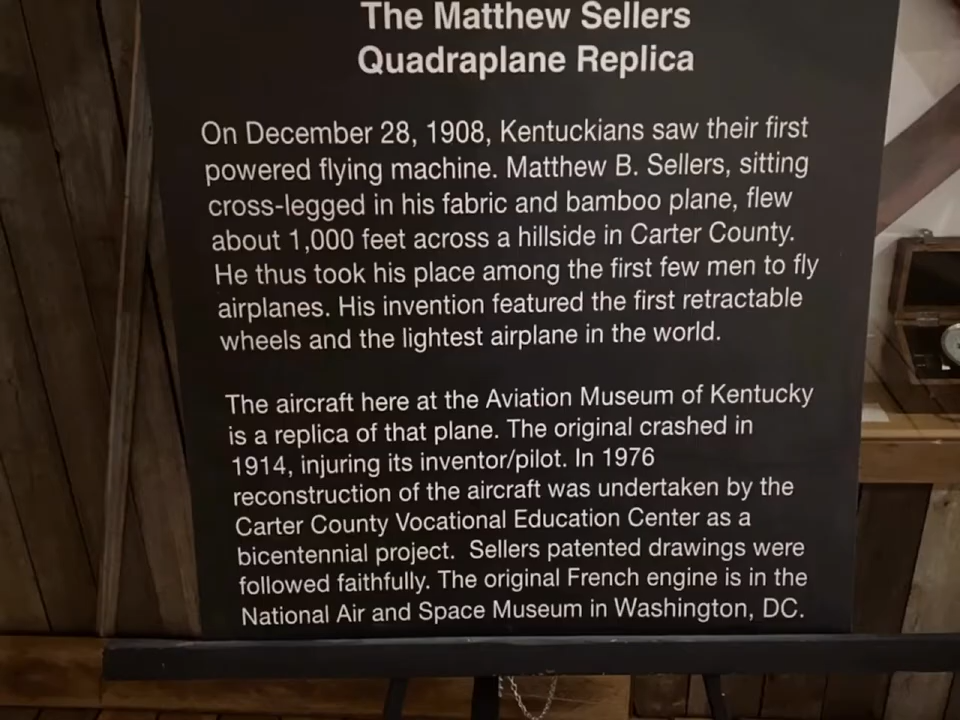 The Matthew Sellers
Quadraplane Replica
On December 28, 1908, Kentuckians saw their first
powered flying machine. Matthew B. Sellers, sitting
cross-legged in his fabric and bamboo plane, flew
about 1,000 feet across a hillside in Carter County.
He thus took his place among the first few men to fly
airplanes. His invention featured the first retractable
wheels and the lightest airplane in the world.
The aircraft here at the Aviation Museum of Kentucky
is a replica of that plane. The original crashed in
1914, injuring its inventor/pilot. In 1976
reconstruction of the aircraft was undertaken by the
Carter County Vocational Education Center as a
bicentennial project. Sellers patented drawings were
followed faithfully. The original French engine is in the
National Air and Space Museum in Washington, DC.